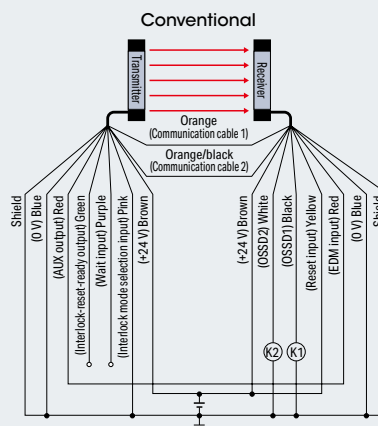 Conventional
Transmitter
Receiver
Orange
(Communication cable 1)
Orange/black
(Communication cable 2)
Shield
(0 V) Blue
(AUX output) Red
(Interlock-reset-ready output) Green
(Wait input) Purple
(Interlock mode selection input) Pink
(+24 V) Brown
(+24 V) Brown
(OSSD2) White
(OSSD1) Black
(Reset input) Yellow
(EDM input) Red
(0 V) Blue
Shield
K2
K1